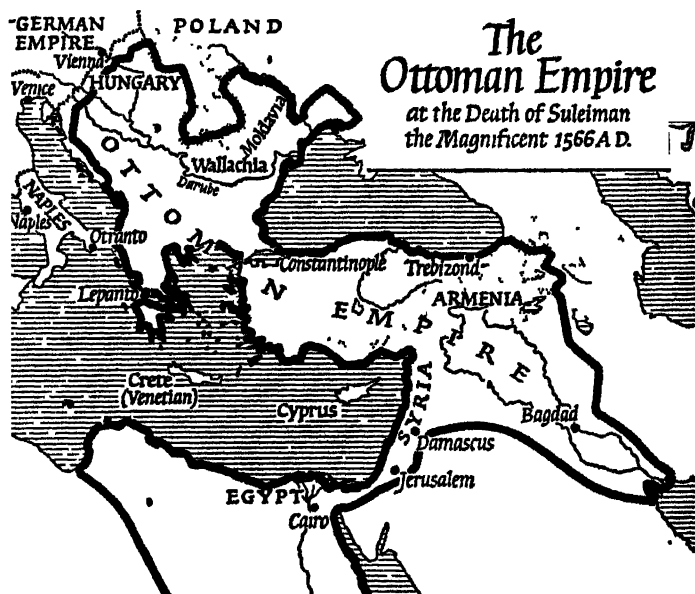 The
Ottoman Empire
at the Death of Suleiman
the Magnificent 1566 A D.
GERMAN
EMPIRE
POLAND
Vienna
HUNGARY
Venice
Moldavia
Wallachia
Danube
OTTOMAN EMPIRE
NAPLES
Naples
Otranto
Constantinople
Trebizond
Lepanto
ARMENIA
Crete
(Venetian)
Cyprus
SYRIA
Bagdad
Damascus
Jerusalem
EGYPT
Cairo